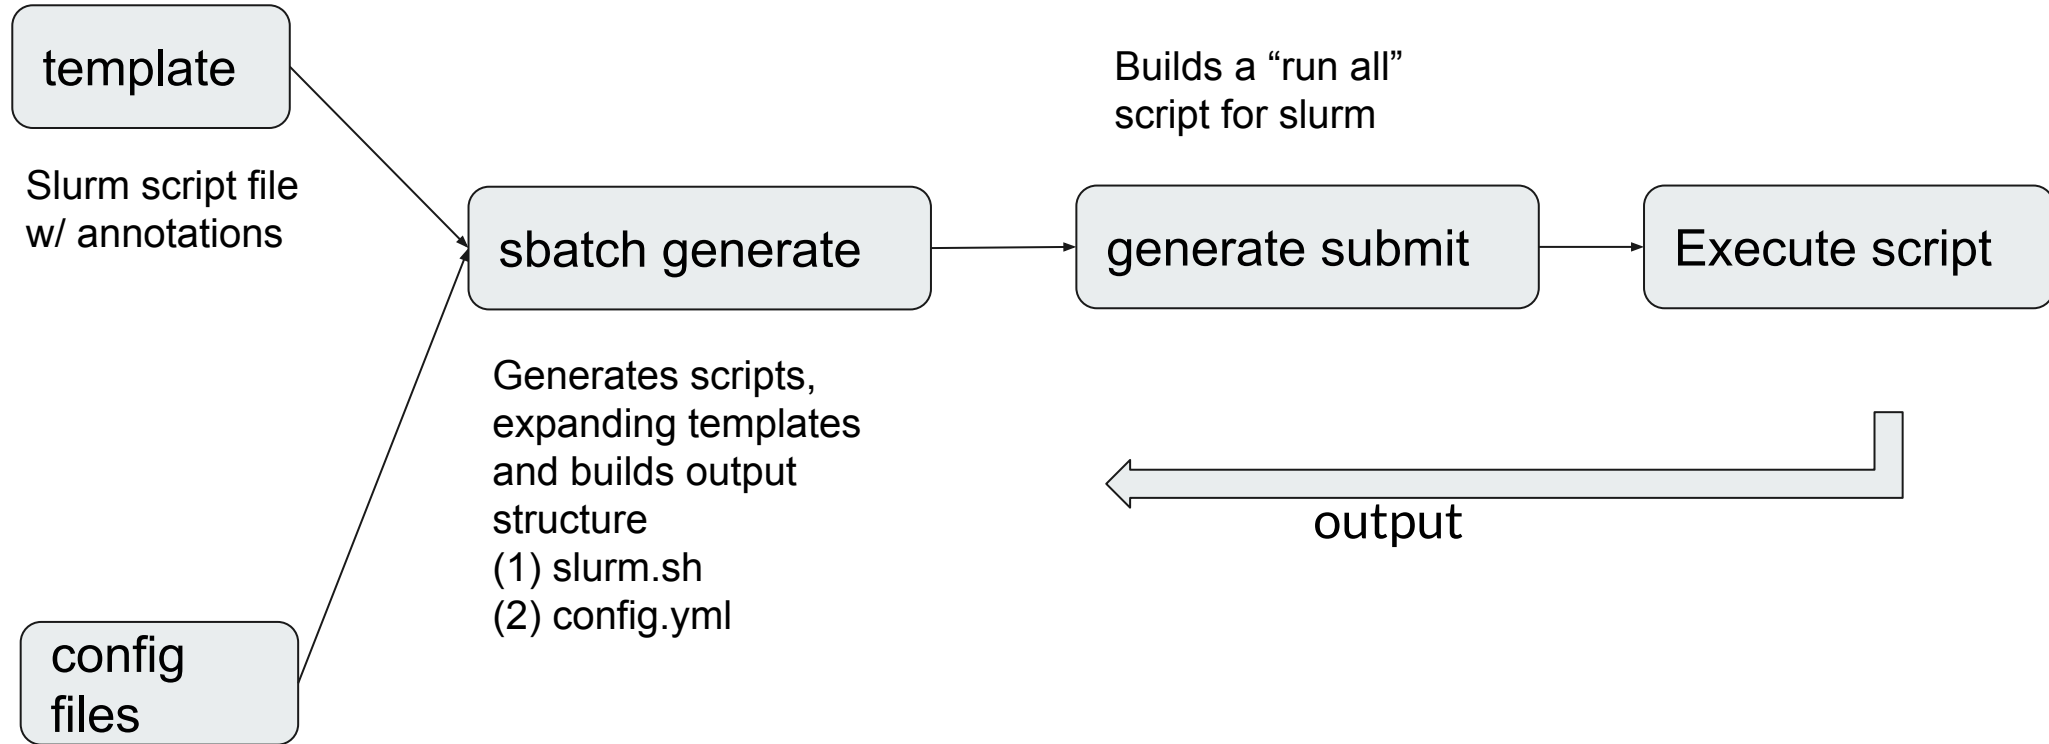 template
Slurm script file
w/ annotations
config
files
sbatch generate
Generates scripts,
expanding templates
and builds output
structure
(1) slurm.sh
(2) config.yml
Builds a “run all”
script for slurm
generate submit
Execute script
output